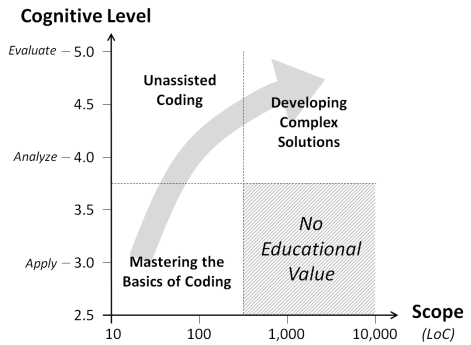 Cognitive Level
Evaluate – 5.0
Unassisted
Coding
4.5
Developing
Complex
Solutions
Analyze – 4.0
3.5
No
Educational
Value
Apply – 3.0
Mastering the
Basics of Coding
2.5
Scope
(LoC)
10
100
1,000
10,000